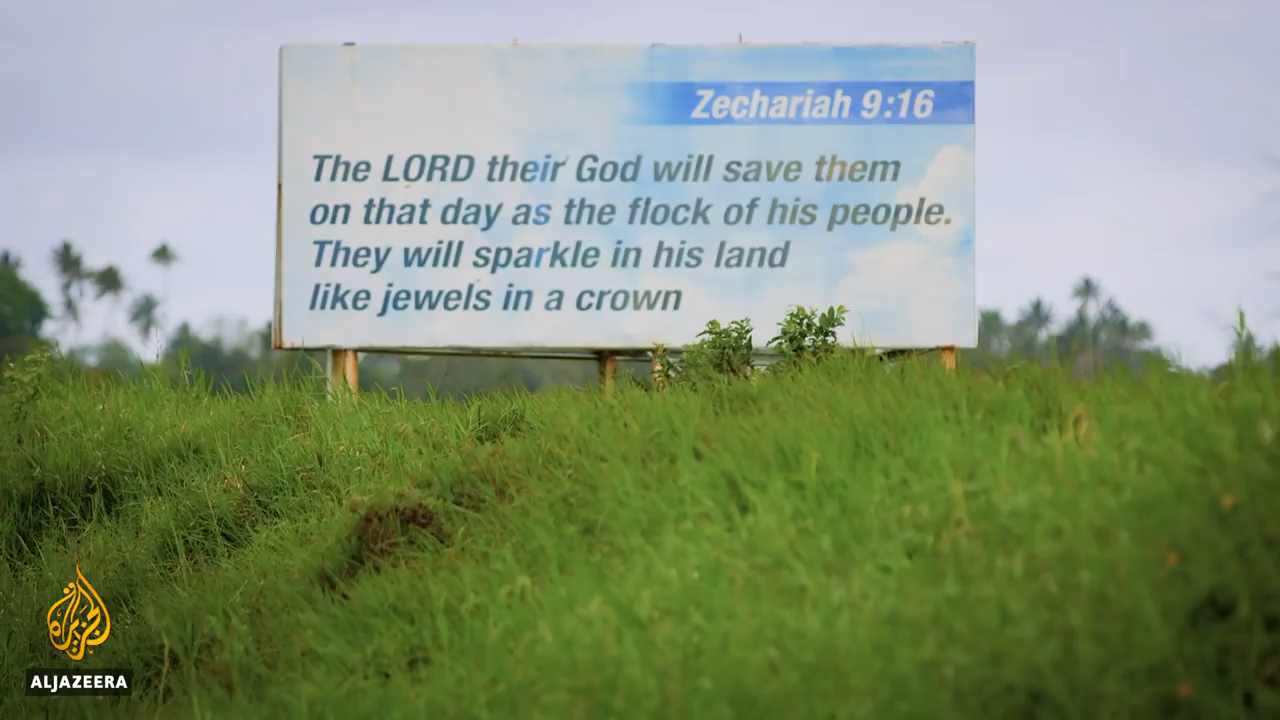 Zechariah 9:16
The LORD their God will save them
on that day as the flock of his people.
They will sparkle in his land
like jewels in a crown
ALJAZEERA